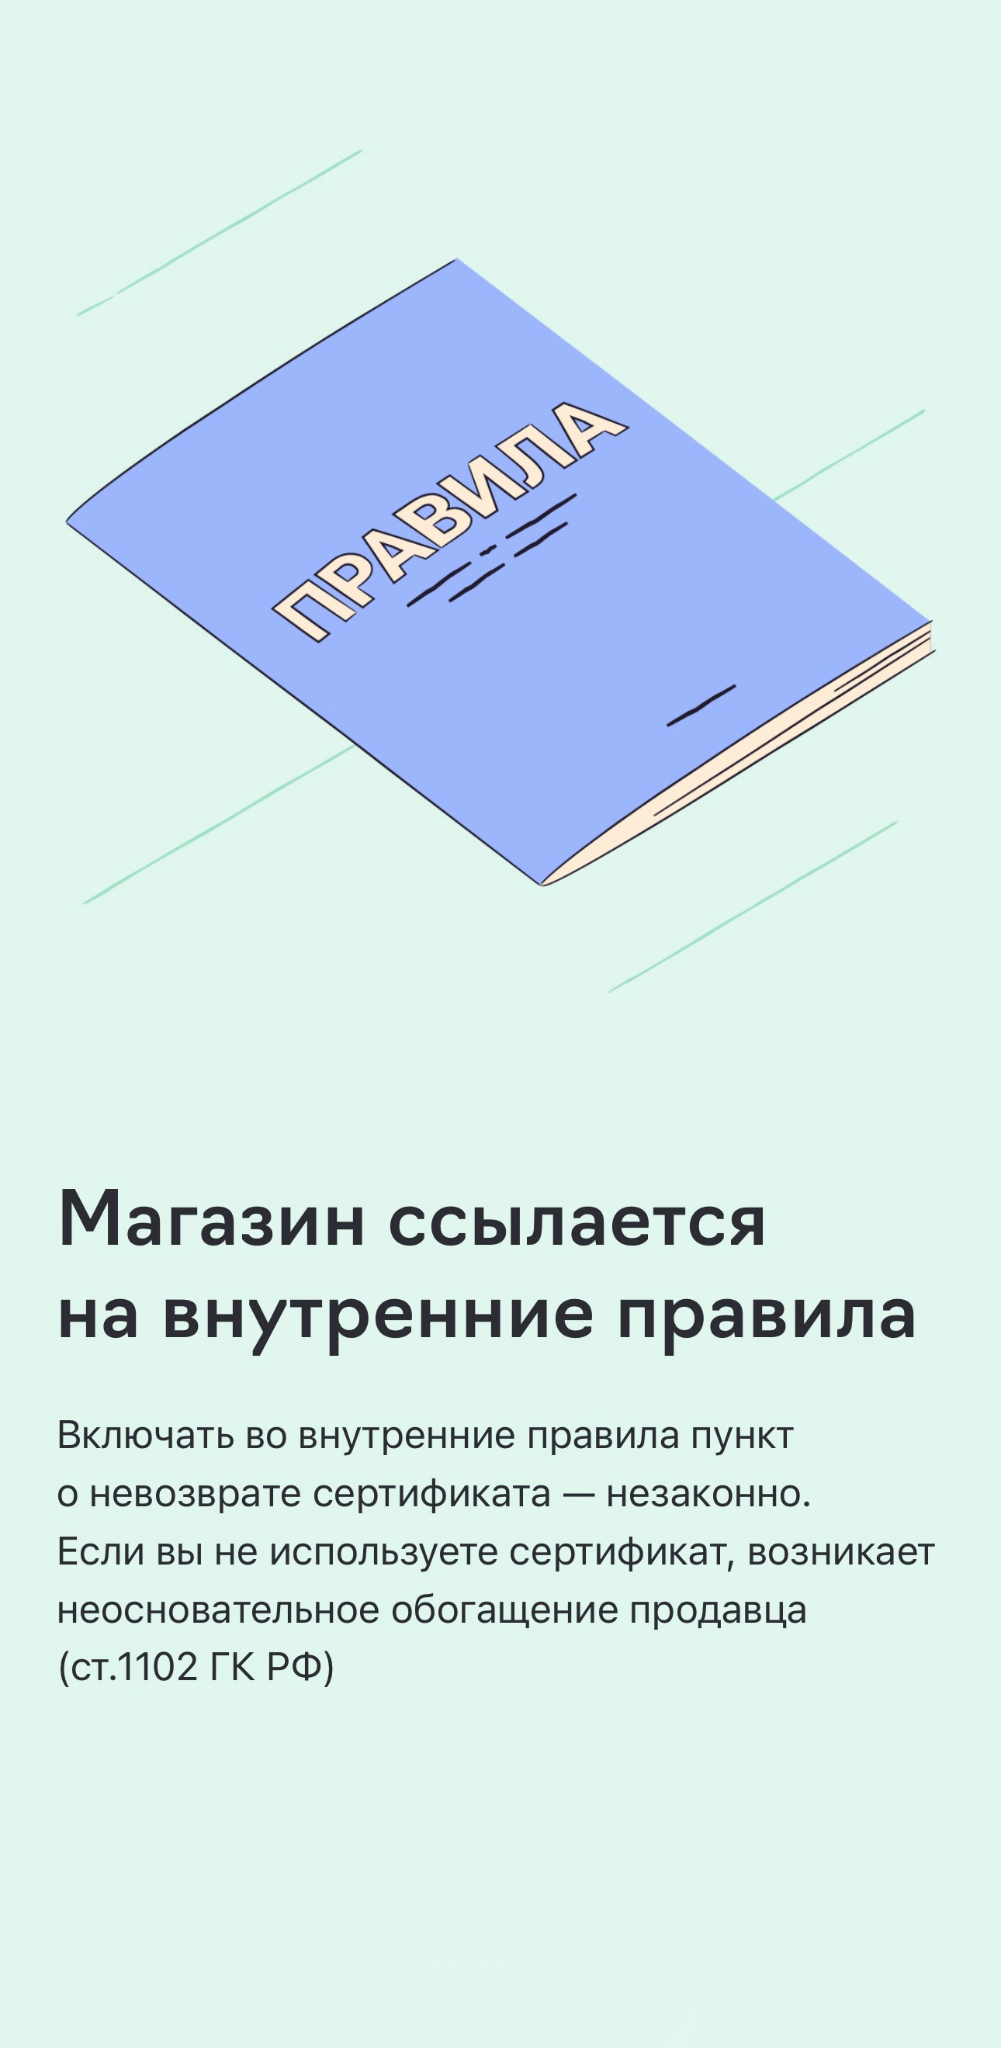 ПРАВИЛА
Магазин ссылается
на внутренние правила
Включать во внутренние правила пункт
о невозврате сертификата — незаконно.
Если вы не используете сертификат, возникает
неосновательное обогащение продавца
(ст.1102 ГК РФ)